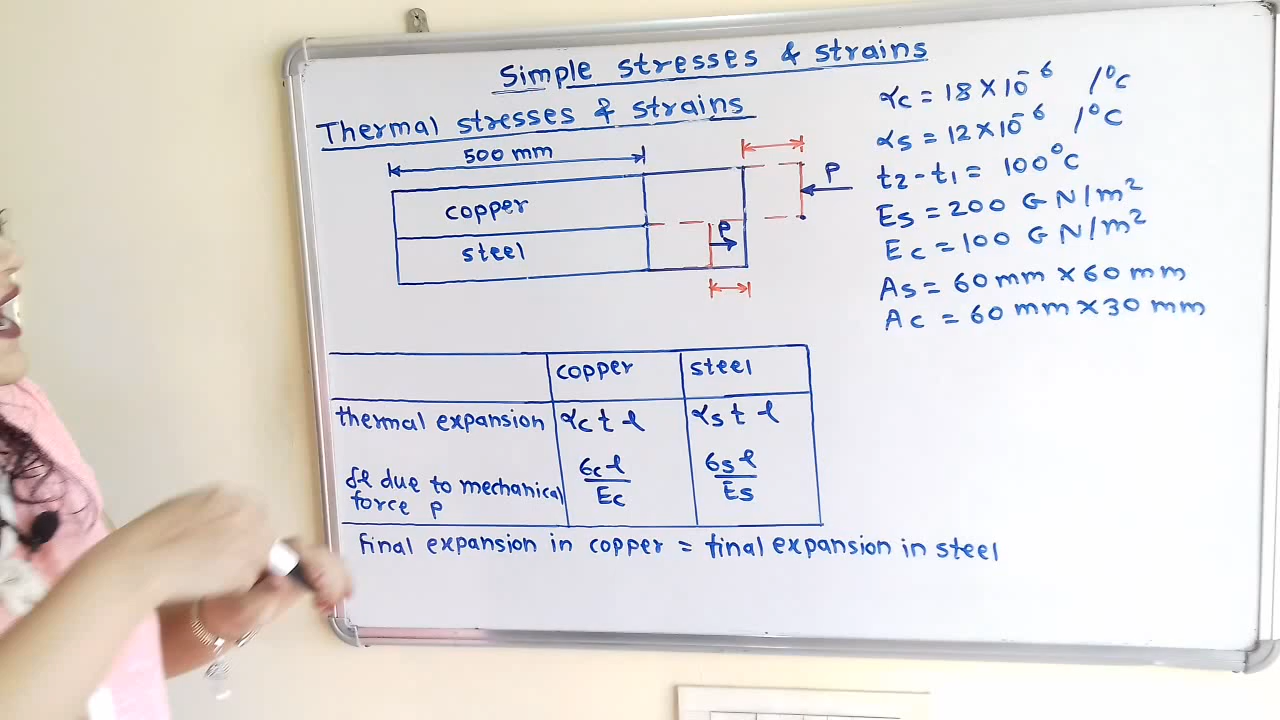 Simple stresses & strains
Thermal stresses & strains
500 mm
copper
steel
P
P
αc = 18 × 10⁻⁶ /°C
αs = 12 × 10⁻⁶ /°C
t2 - t1 = 100°C
Es = 200 GN/m²
Ec = 100 GN/m²
As = 60 mm × 60 mm
Ac = 60 mm × 30 mm
copper steel
thermal expansion αc t l αs t l
δl due to mechanical force P σc l / Ec σs l / Es
final expansion in copper = final expansion in steel